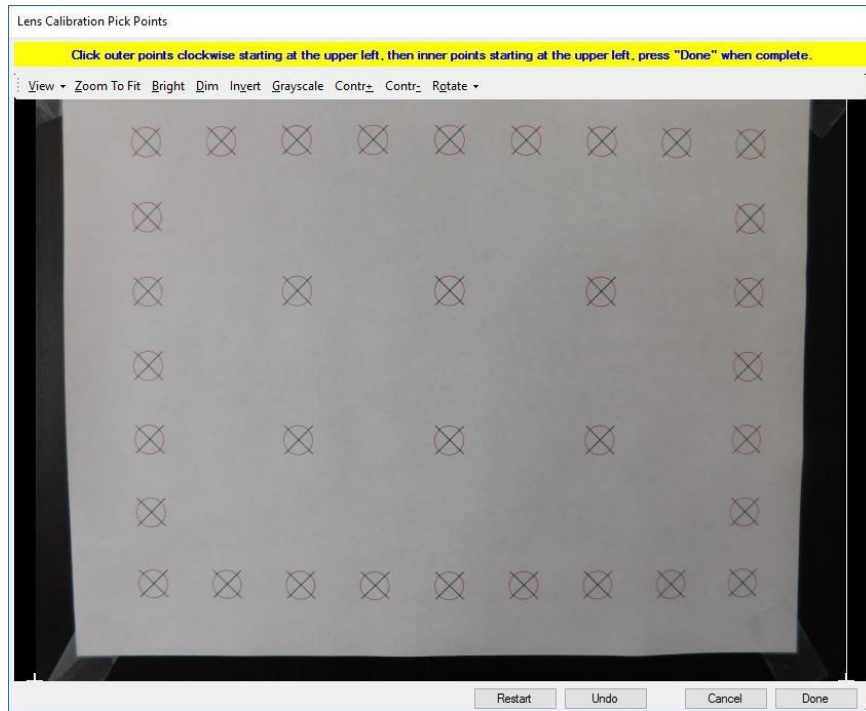 Lens Calibration Pick Points
Click outer points clockwise starting at the upper left, then inner points starting at the upper left, press "Done" when complete.
View Zoom To Fit Bright Dim Invert Grayscale Contr+ Contr- Rotate
Restart Undo Cancel Done